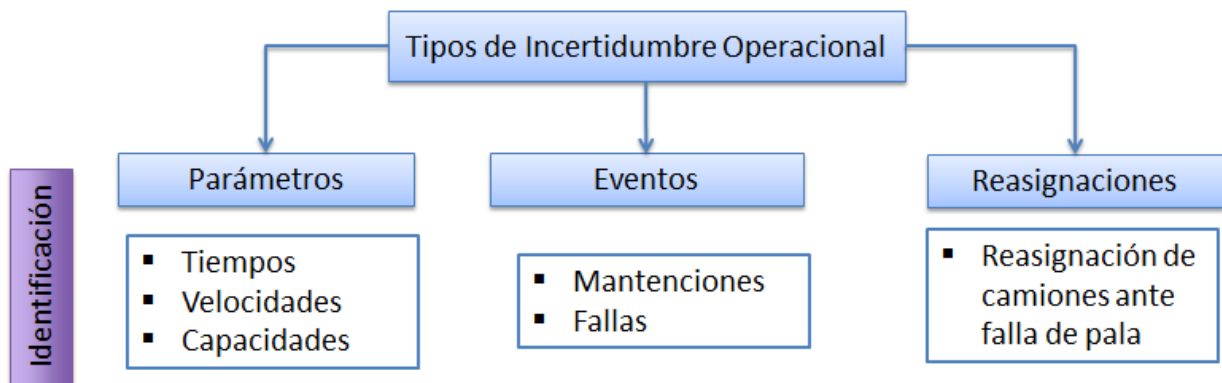 Tipos de Incertidumbre Operacional
Parámetros
Eventos
Reasignaciones
Identificación
▪ Tiempos
▪ Velocidades
▪ Capacidades
▪ Mantenciones
▪ Fallas
▪ Reasignación de
camiones ante
falla de pala